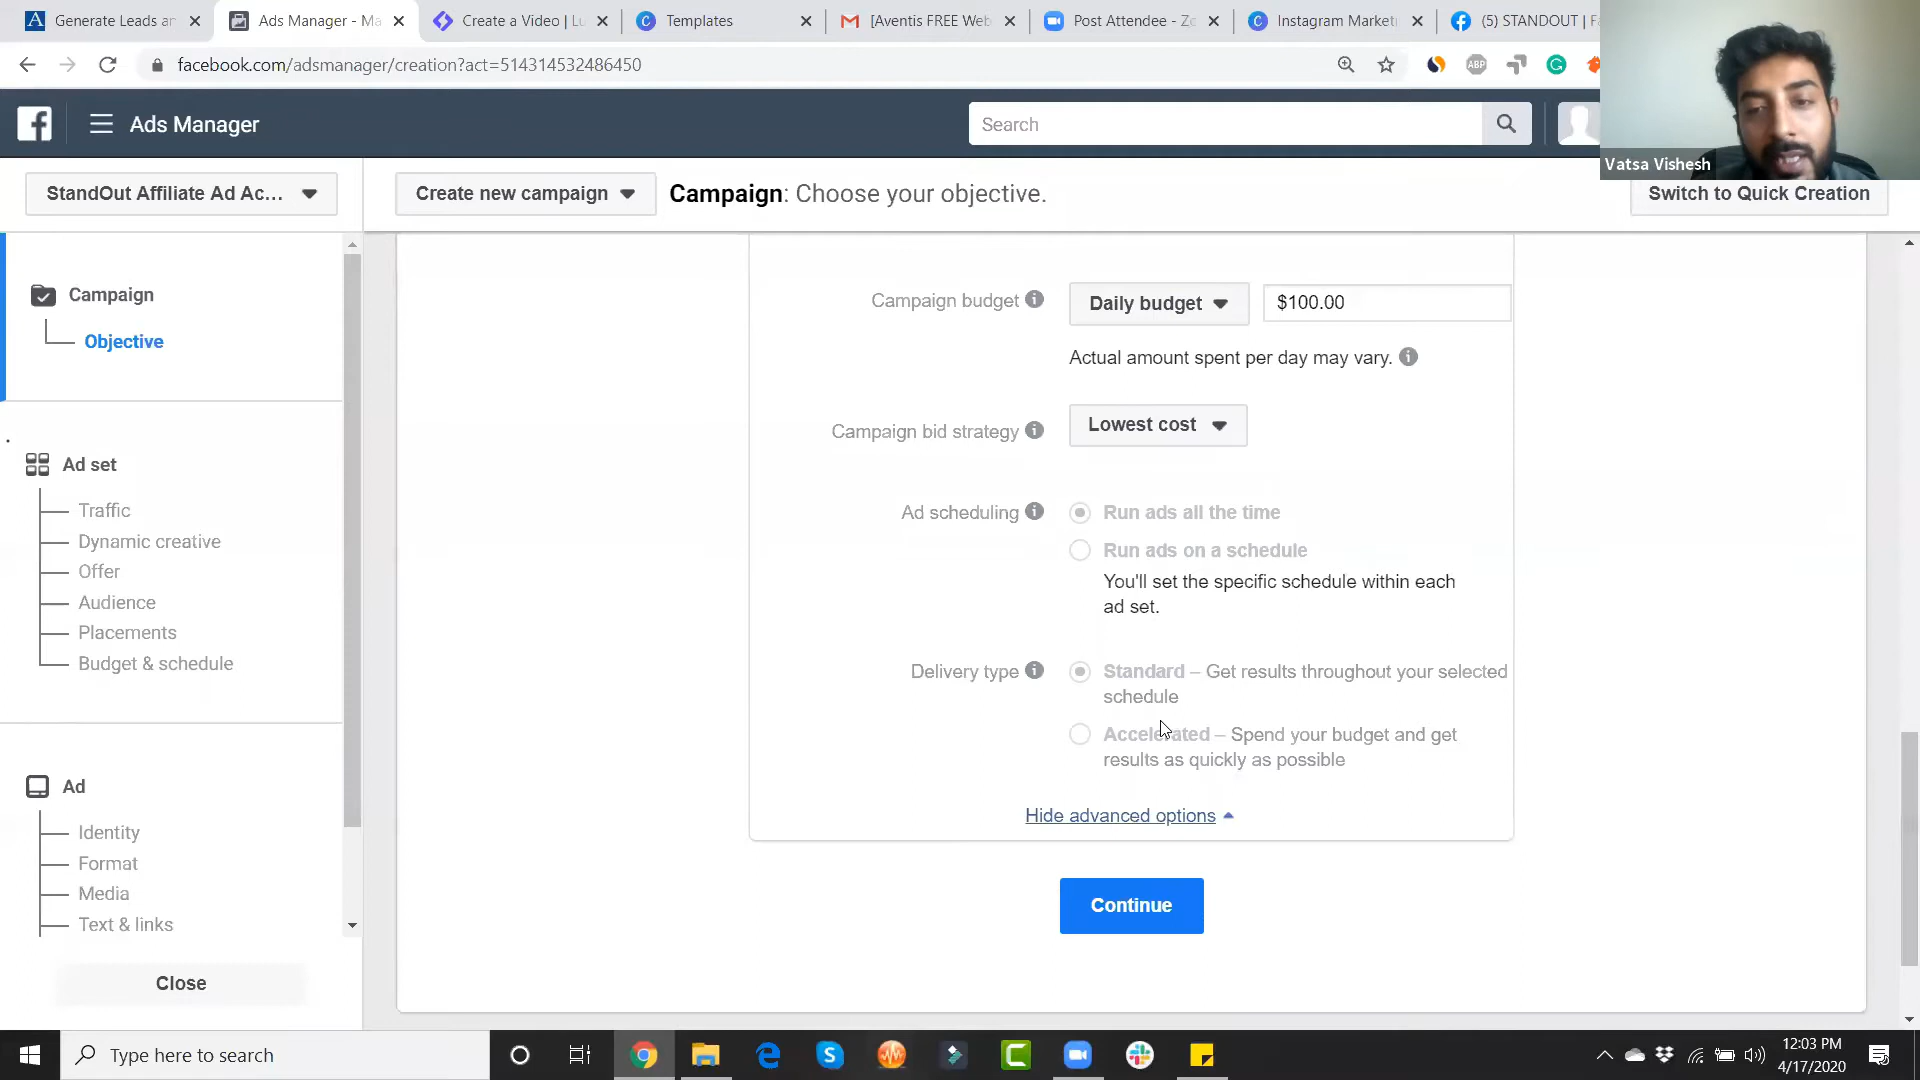 Generate Leads an
Ads Manager - Ma
Create a Video | Lu
Templates
[Aventis FREE Web
Post Attendee - Zo
Instagram Market
(5) STANDOUT | Fa
facebook.com/adsmanager/creation?act=514314532486450
ABP
Ads Manager
Search
Vatsa Vishesh
StandOut Affiliate Ad Ac...
Create new campaign
Campaign: Choose your objective.
Switch to Quick Creation
Campaign
Objective
Ad set
Traffic
Dynamic creative
Offer
Audience
Placements
Budget & schedule
Ad
Identity
Format
Media
Text & links
Close
Campaign budget
Daily budget
$100.00
Actual amount spent per day may vary.
Campaign bid strategy
Lowest cost
Ad scheduling
Run ads all the time
Run ads on a schedule
You'll set the specific schedule within each
ad set.
Delivery type
Standard – Get results throughout your selected
schedule
Accelerated – Spend your budget and get
results as quickly as possible
Hide advanced options
Continue
Type here to search
12:03 PM
4/17/2020